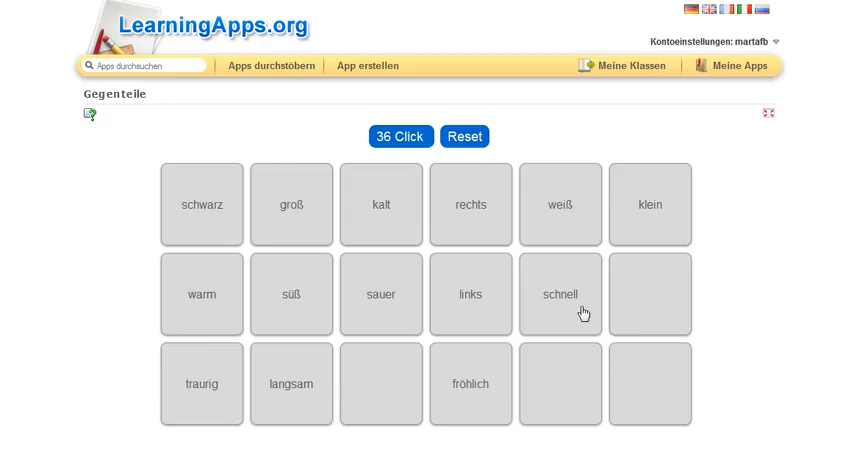 LearningApps.org
Kontoeinstellungen: martafb
Apps durchsuchen
Apps durchstöbern
App erstellen
Meine Klassen
Meine Apps
Gegenteile
36 Click
Reset
schwarz groß kalt rechts weiß klein
warm süß sauer links schnell
traurig langsam fröhlich